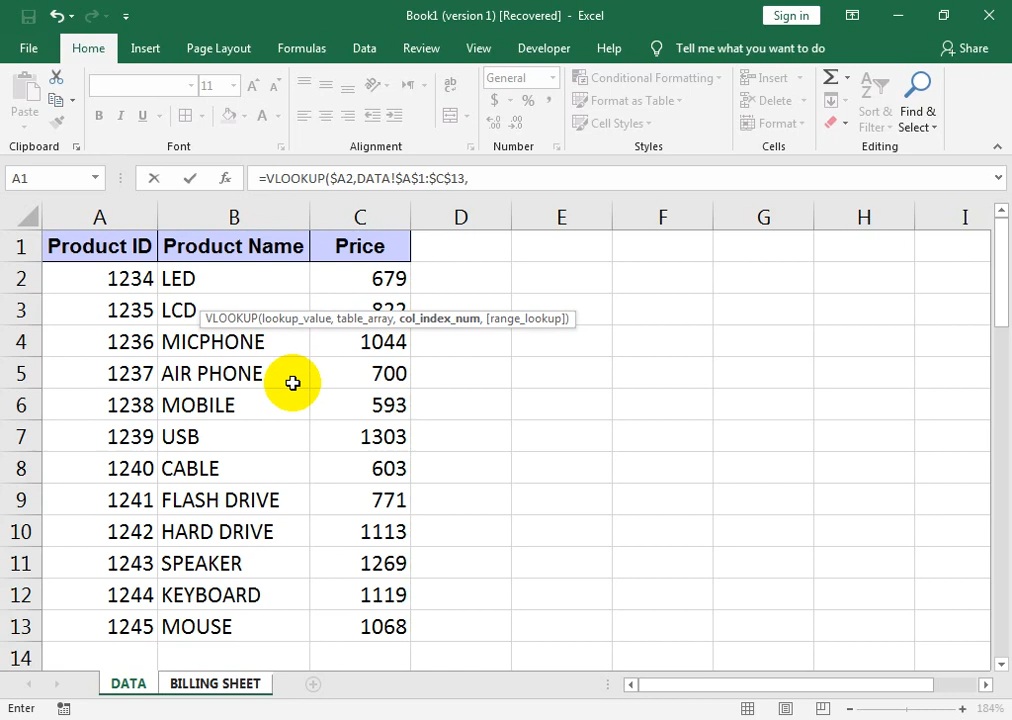 Book1 (version 1) [Recovered] - Excel
Sign in
File Home Insert Page Layout Formulas Data Review View Developer Help Tell me what you want to do Share
Paste
11
General
Conditional Formatting
Format as Table
Cell Styles
Insert
Delete
Format
Sort & Filter
Find & Select
Clipboard Font Alignment Number Styles Cells Editing
A1 =VLOOKUP($A2,DATA!$A$1:$C$13,
A B C D E F G H I
1 Product ID Product Name Price
2 1234 LED 679
3 1235 LCD 822
VLOOKUP(lookup_value, table_array, col_index_num, [range_lookup])
4 1236 MICPHONE 1044
5 1237 AIR PHONE 700
6 1238 MOBILE 593
7 1239 USB 1303
8 1240 CABLE 603
9 1241 FLASH DRIVE 771
10 1242 HARD DRIVE 1113
11 1243 SPEAKER 1269
12 1244 KEYBOARD 1119
13 1245 MOUSE 1068
14
DATA BILLING SHEET
Enter 184%